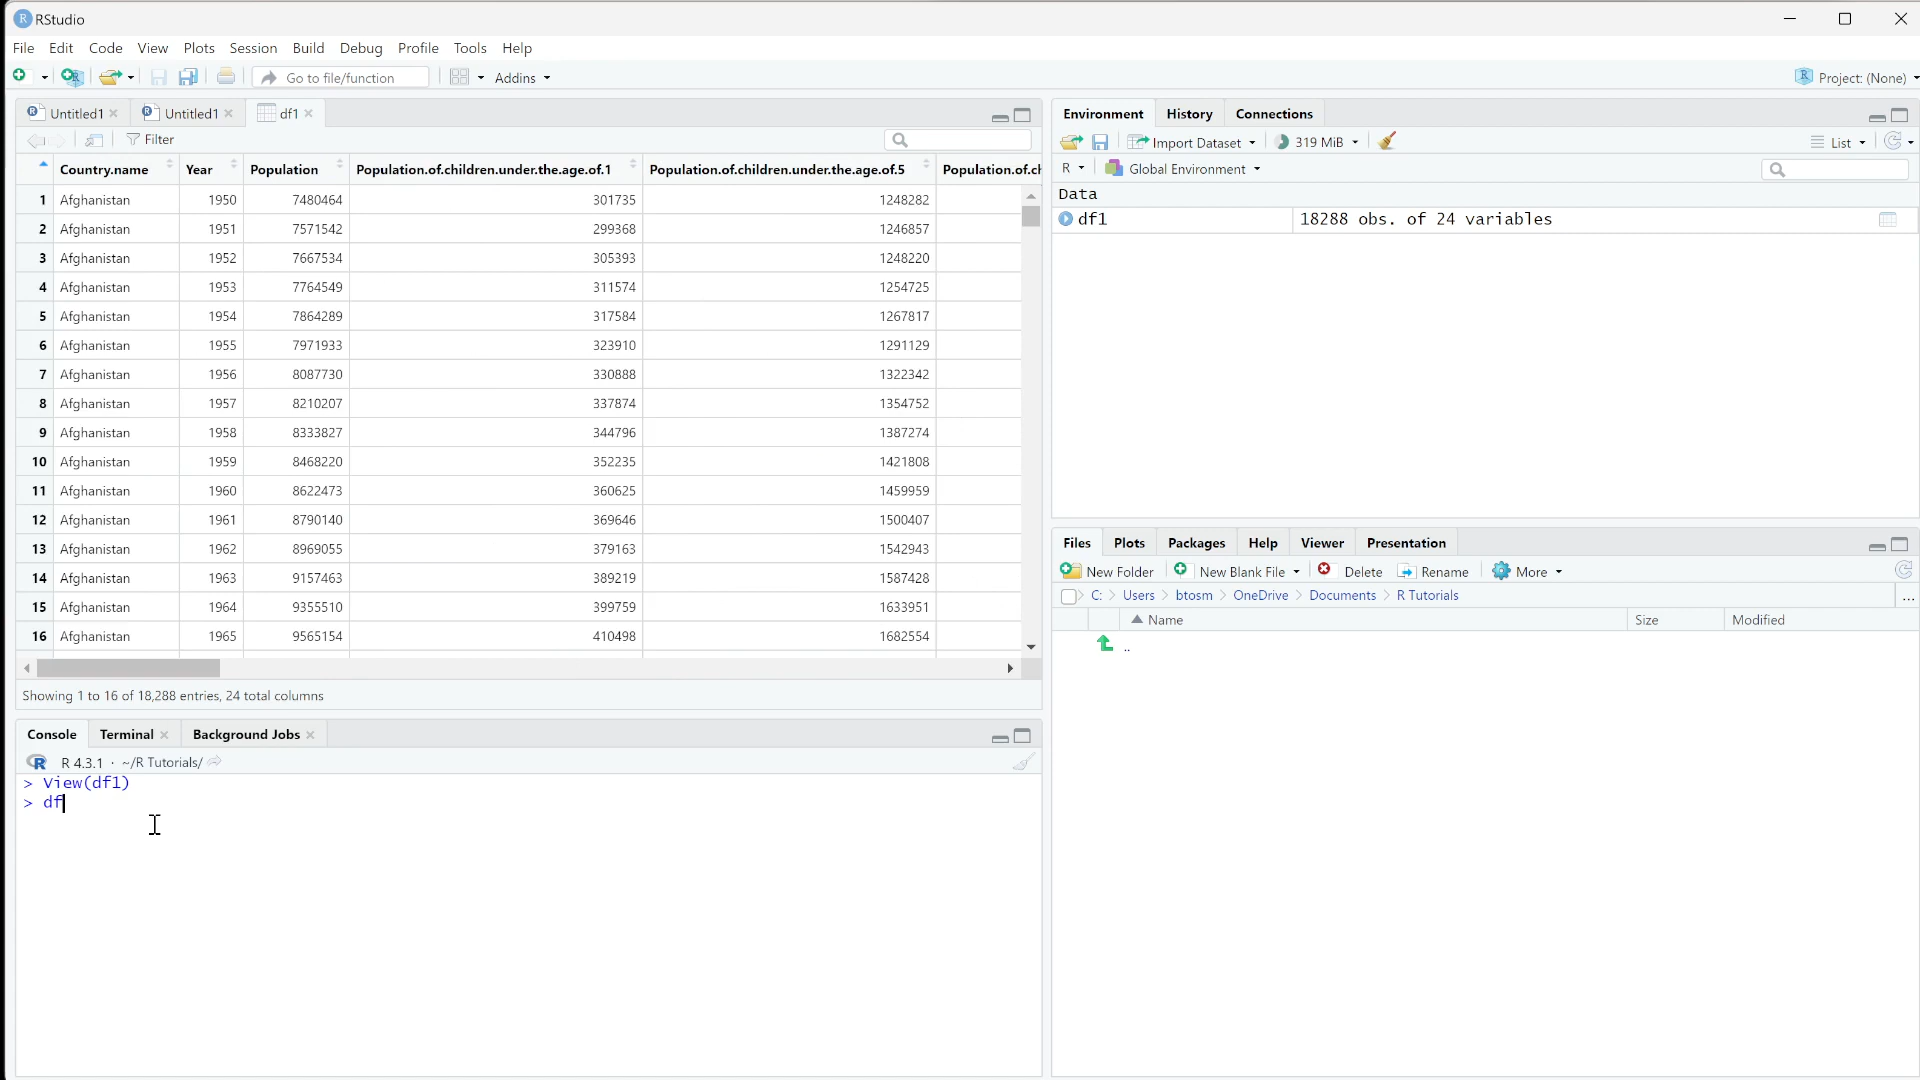 RStudio
File Edit Code View Plots Session Build Debug Profile Tools Help
Go to file/function Addins Project: (None)
Untitled1 Untitled1 df1
Filter
Country.name Year Population Population.of.children.under.the.age.of.1 Population.of.children.under.the.age.of.5 Population.of.ch
1 Afghanistan 1950 7480464 301735 1248282
2 Afghanistan 1951 7571542 299368 1246857
3 Afghanistan 1952 7667534 305393 1248220
4 Afghanistan 1953 7764549 311574 1254725
5 Afghanistan 1954 7864289 317584 1267817
6 Afghanistan 1955 7971933 323910 1291129
7 Afghanistan 1956 8087730 330888 1322342
8 Afghanistan 1957 8210207 337874 1354752
9 Afghanistan 1958 8333827 344796 1387274
10 Afghanistan 1959 8468220 352235 1421808
11 Afghanistan 1960 8622473 360625 1459959
12 Afghanistan 1961 8790140 369646 1500407
13 Afghanistan 1962 8969055 379163 1542943
14 Afghanistan 1963 9157463 389219 1587428
15 Afghanistan 1964 9355510 399759 1633951
16 Afghanistan 1965 9565154 410498 1682554
Showing 1 to 16 of 18,288 entries, 24 total columns
Console Terminal Background Jobs
R 4.3.1 · ~/R Tutorials/
> View(df1)
> df
Environment History Connections
Import Dataset 319 MiB List
R Global Environment
Data
df1 18288 obs. of 24 variables
Files Plots Packages Help Viewer Presentation
New Folder New Blank File Delete Rename More
C: > Users > btosm > OneDrive > Documents > R Tutorials ...
Name Size Modified
..